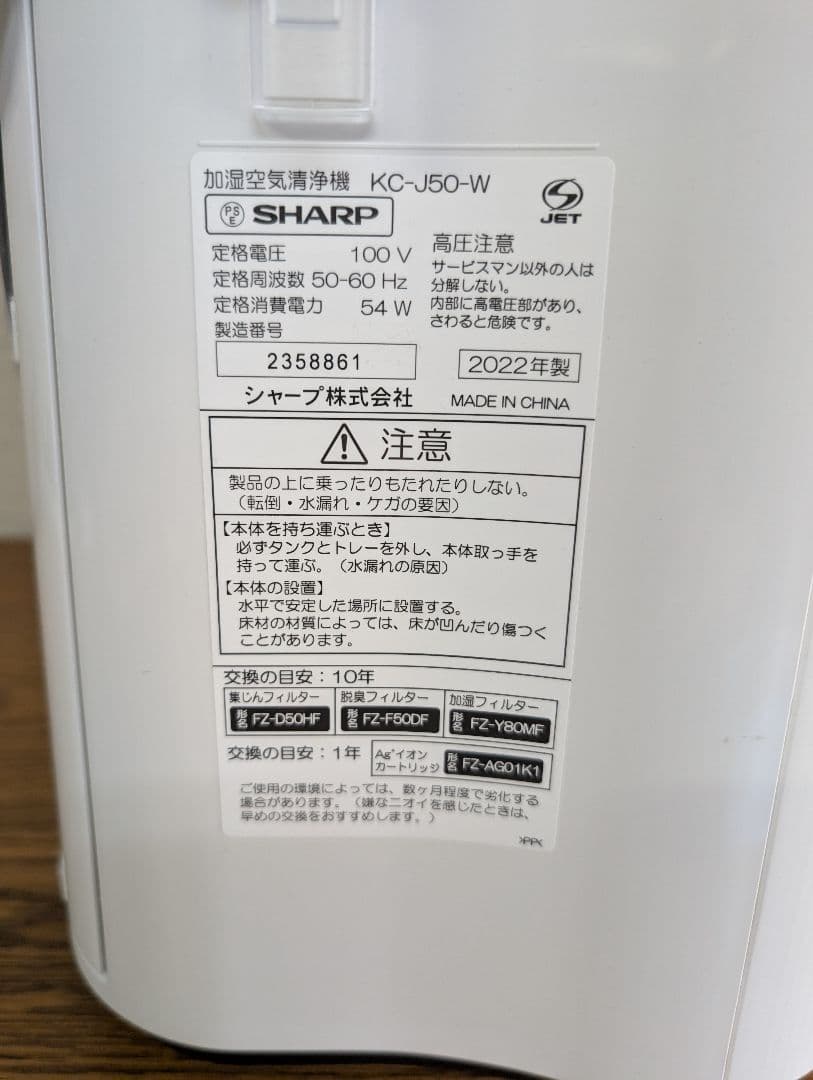 加湿空気清浄機 KC-J50-W
PS
E SHARP
JET
定格電圧 100 V
定格周波数 50-60 Hz
定格消費電力 54 W
製造番号
2358861
シャープ株式会社
高圧注意
サービスマン以外の人は
分解しない。
内部に高電圧部があり、
さわると危険です。
2022年製
MADE IN CHINA
注意
製品の上に乗ったりもたれたりしない。
（転倒・水漏れ・ケガの要因）
【本体を持ち運ぶとき】
必ずタンクとトレーを外し、本体取っ手を
持って運ぶ。（水漏れの原因）
【本体の設置】
水平で安定した場所に設置する。
床材の材質によっては、床が凹んだり傷つく
ことがあります。
交換の目安：10年
集じんフィルター
形名 FZ-D50HF
脱臭フィルター
形名 FZ-F50DF
加湿フィルター
形名 FZ-Y80MF
交換の目安：1年
Ag⁺イオン
カートリッジ
形名 FZ-AG01K1
ご使用の環境によっては、数ヶ月程度で劣化する
場合があります。（嫌なニオイを感じたときは、
早めの交換をおすすめします。）
>PP<